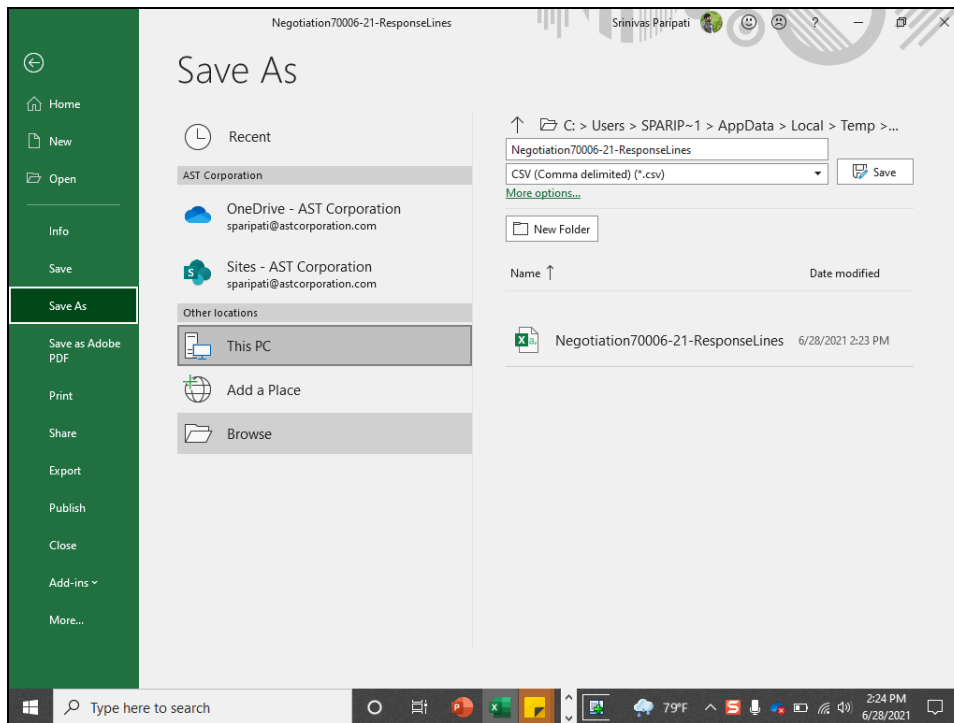 Negotiation70006-21-ResponseLines
Srinivas Paripati
?
Save As
Home
New
Open
Info
Save
Save As
Save as Adobe
PDF
Print
Share
Export
Publish
Close
Add-ins
More...
Recent
AST Corporation
OneDrive - AST Corporation
sparipati@astcorporation.com
Sites - AST Corporation
sparipati@astcorporation.com
Other locations
This PC
Add a Place
Browse
C: > Users > SPARIP~1 > AppData > Local > Temp >...
Negotiation70006-21-ResponseLines
CSV (Comma delimited) (*.csv)
Save
More options...
New Folder
Name ↑
Date modified
Negotiation70006-21-ResponseLines 6/28/2021 2:23 PM
Type here to search
79°F
2:24 PM
6/28/2021